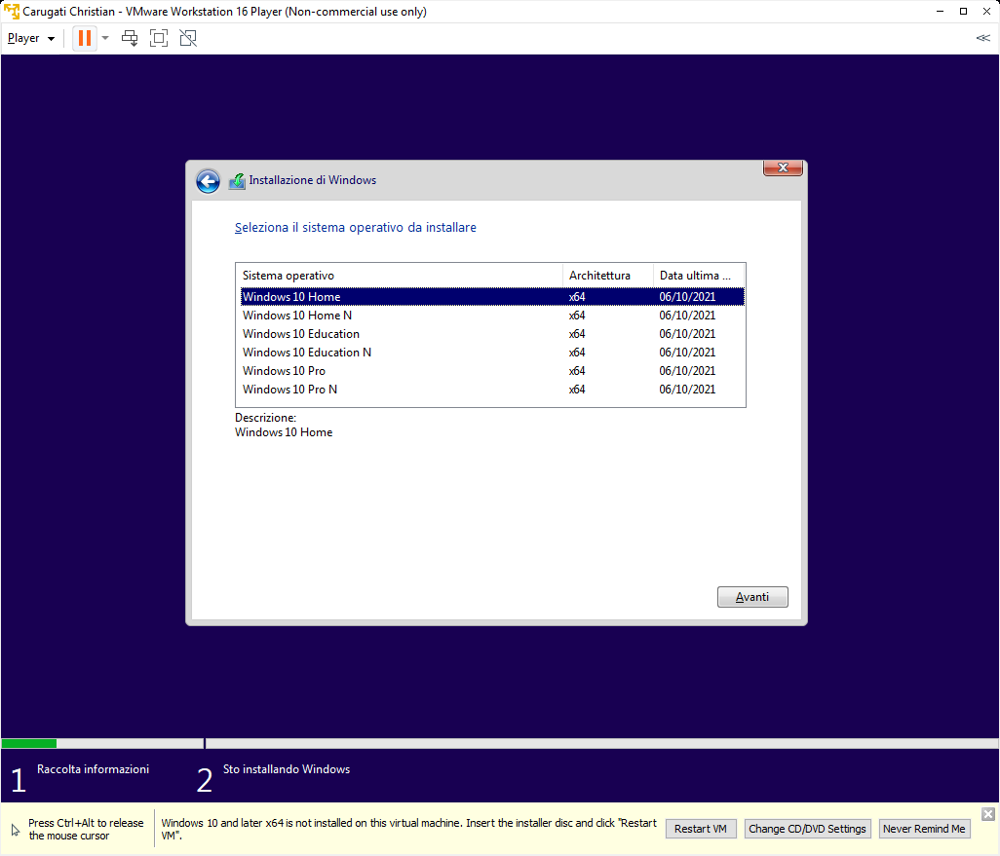 Carugati Christian - VMware Workstation 16 Player (Non-commercial use only)
Player
Installazione di Windows
Seleziona il sistema operativo da installare
Sistema operativo Architettura Data ultima ...
Windows 10 Home x64 06/10/2021
Windows 10 Home N x64 06/10/2021
Windows 10 Education x64 06/10/2021
Windows 10 Education N x64 06/10/2021
Windows 10 Pro x64 06/10/2021
Windows 10 Pro N x64 06/10/2021
Descrizione:
Windows 10 Home
Avanti
1 Raccolta informazioni
2 Sto installando Windows
Press Ctrl+Alt to release
the mouse cursor
Windows 10 and later x64 is not installed on this virtual machine. Insert the installer disc and click "Restart
VM".
Restart VM
Change CD/DVD Settings
Never Remind Me